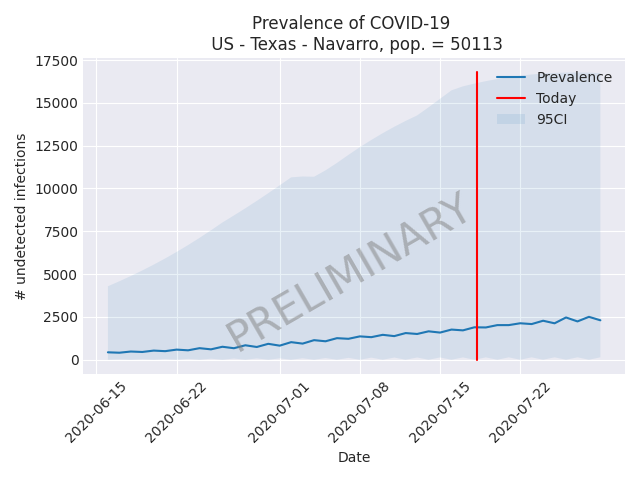 Prevalence of COVID-19
US - Texas - Navarro, pop. = 50113
17500
15000
12500
10000
7500
5000
2500
0
# undetected infections
Prevalence
Today
95CI
PRELIMINARY
2020-06-15
2020-06-22
2020-07-01
2020-07-08
2020-07-15
2020-07-22
Date